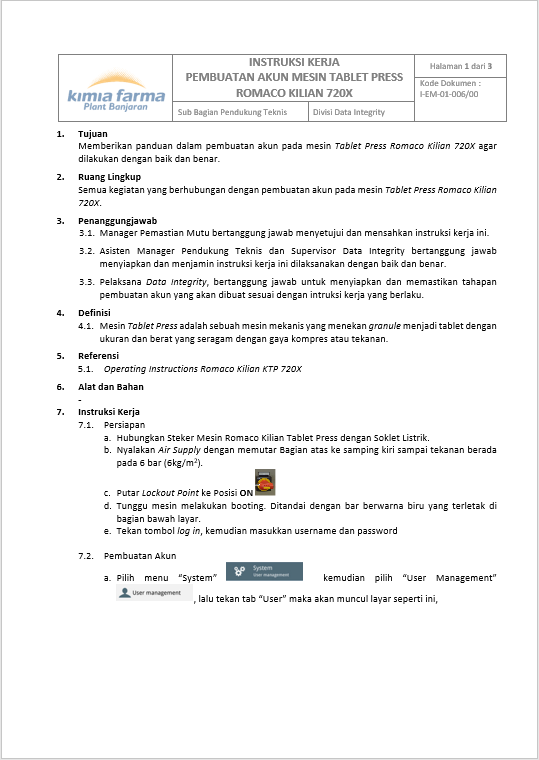 kimia farma
Plant Banjaran
INSTRUKSI KERJA
PEMBUATAN AKUN MESIN TABLET PRESS
ROMACO KILIAN 720X
Halaman 1 dari 3
Kode Dokumen :
I-EM-01-006/00
Sub Bagian Pendukung Teknis
Divisi Data Integrity
1. Tujuan
Memberikan panduan dalam pembuatan akun pada mesin Tablet Press Romaco Kilian 720X agar
dilakukan dengan baik dan benar.
2. Ruang Lingkup
Semua kegiatan yang berhubungan dengan pembuatan akun pada mesin Tablet Press Romaco Kilian
720X.
3. Penanggungjawab
3.1. Manager Pemastian Mutu bertanggung jawab menyetujui dan mensahkan instruksi kerja ini.
3.2. Asisten Manager Pendukung Teknis dan Supervisor Data Integrity bertanggung jawab
menyiapkan dan menjamin instruksi kerja ini dilaksanakan dengan baik dan benar.
3.3. Pelaksana Data Integrity, bertanggung jawab untuk menyiapkan dan memastikan tahapan
pembuatan akun yang akan dibuat sesuai dengan intruksi kerja yang berlaku.
4. Definisi
4.1. Mesin Tablet Press adalah sebuah mesin mekanis yang menekan granule menjadi tablet dengan
ukuran dan berat yang seragam dengan gaya kompres atau tekanan.
5. Referensi
5.1. Operating Instructions Romaco Kilian KTP 720X
6. Alat dan Bahan
-
7. Instruksi Kerja
7.1. Persiapan
a. Hubungkan Steker Mesin Romaco Kilian Tablet Press dengan Soklet Listrik.
b. Nyalakan Air Supply dengan memutar Bagian atas ke samping kiri sampai tekanan berada
pada 6 bar (6kg/m²).
c. Putar Lockout Point ke Posisi ON
d. Tunggu mesin melakukan booting. Ditandai dengan bar berwarna biru yang terletak di
bagian bawah layar.
e. Tekan tombol log in, kemudian masukkan username dan password
7.2. Pembuatan Akun
a. Pilih menu “System” System User management kemudian pilih “User Management”
User management , lalu tekan tab “User” maka akan muncul layar seperti ini,